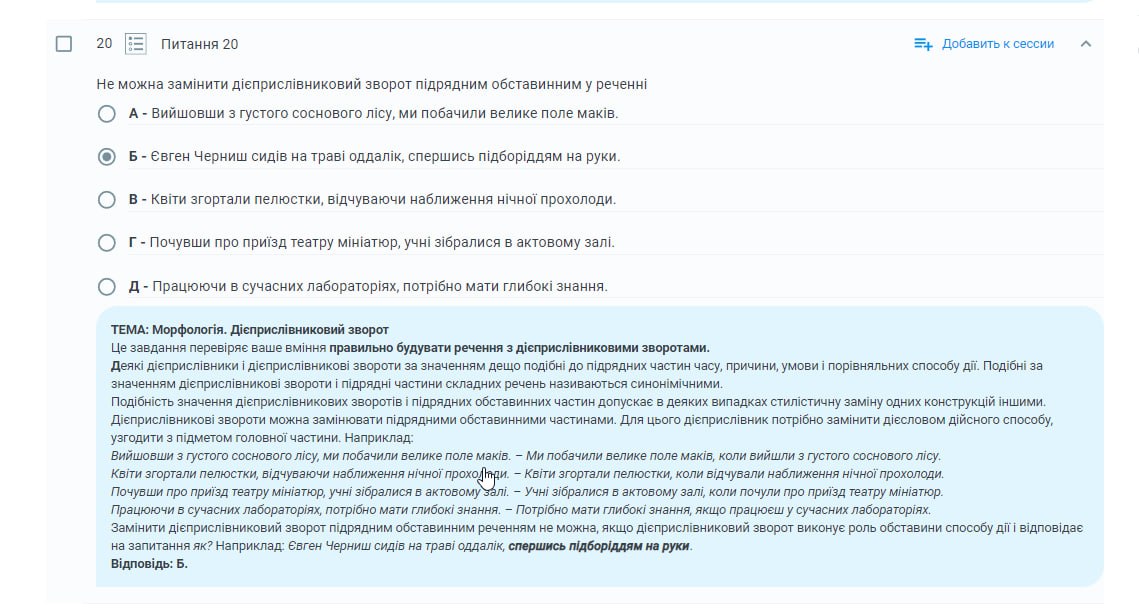 20 Питання 20 Добавить к сессии
Не можна замінити дієприслівниковий зворот підрядним обставинним у реченні
А - Вийшовши з густого соснового лісу, ми побачили велике поле маків.
Б - Євген Черниш сидів на траві оддалік, спершись підборіддям на руки.
В - Квіти згортали пелюстки, відчуваючи наближення нічної прохолоди.
Г - Почувши про приїзд театру мініатюр, учні зібралися в актовому залі.
Д - Працюючи в сучасних лабораторіях, потрібно мати глибокі знання.
ТЕМА: Морфологія. Дієприслівниковий зворот
Це завдання перевіряє ваше вміння правильно будувати речення з дієприслівниковими зворотами.
Деякі дієприслівники і дієприслівникові звороти за значенням дещо подібні до підрядних частин часу, причини, умови і порівняльних способу дії. Подібні за
значенням дієприслівникові звороти і підрядні частини складних речень називаються синонімічними.
Подібність значення дієприслівникових зворотів і підрядних обставинних частин допускає в деяких випадках стилістичну заміну одних конструкцій іншими.
Дієприслівникові звороти можна замінювати підрядними обставинними частинами. Для цього дієприслівник потрібно замінити дієсловом дійсного способу,
узгодити з підметом головної частини. Наприклад:
Вийшовши з густого соснового лісу, ми побачили велике поле маків. – Ми побачили велике поле маків, коли вийшли з густого соснового лісу.
Квіти згортали пелюстки, відчуваючи наближення нічної прохолоди. – Квіти згортали пелюстки, коли відчували наближення нічної прохолоди.
Почувши про приїзд театру мініатюр, учні зібралися в актовому залі. – Учні зібралися в актовому залі, коли почули про приїзд театру мініатюр.
Працюючи в сучасних лабораторіях, потрібно мати глибокі знання. – Потрібно мати глибокі знання, якщо працюєш у сучасних лабораторіях.
Замінити дієприслівниковий зворот підрядним обставинним реченням не можна, якщо дієприслівниковий зворот виконує роль обставини способу дії і відповідає
на запитання як? Наприклад: Євген Черниш сидів на траві оддалік, спершись підборіддям на руки.
Відповідь: Б.